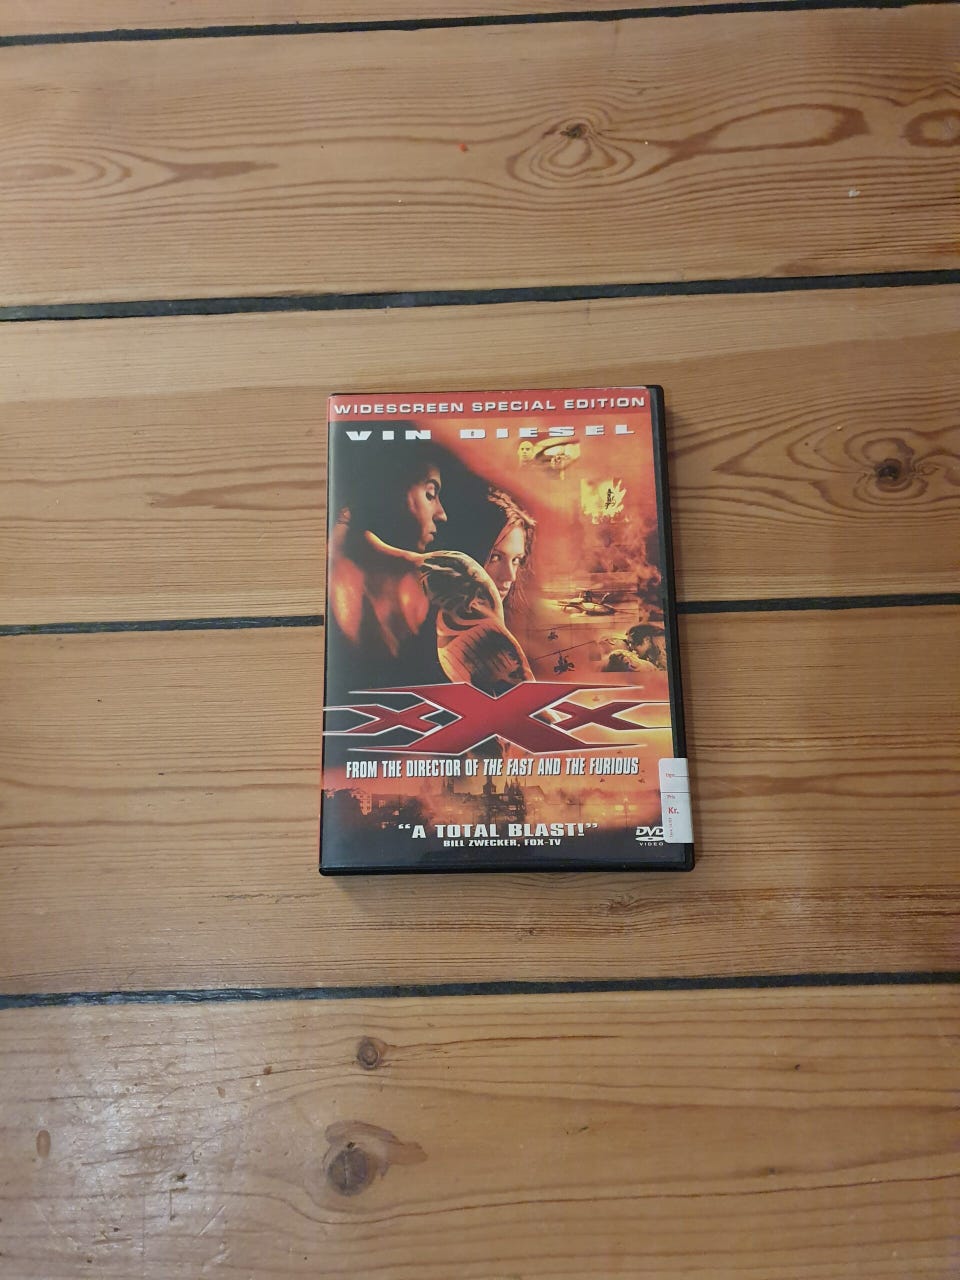 WIDESCREEN SPECIAL EDITION
VIN DIESEL
xXx
FROM THE DIRECTOR OF THE FAST AND THE FURIOUS
"A TOTAL BLAST!"
BILL ZWECKER, FOX-TV
DVD
VIDEO
Pris
Kr.